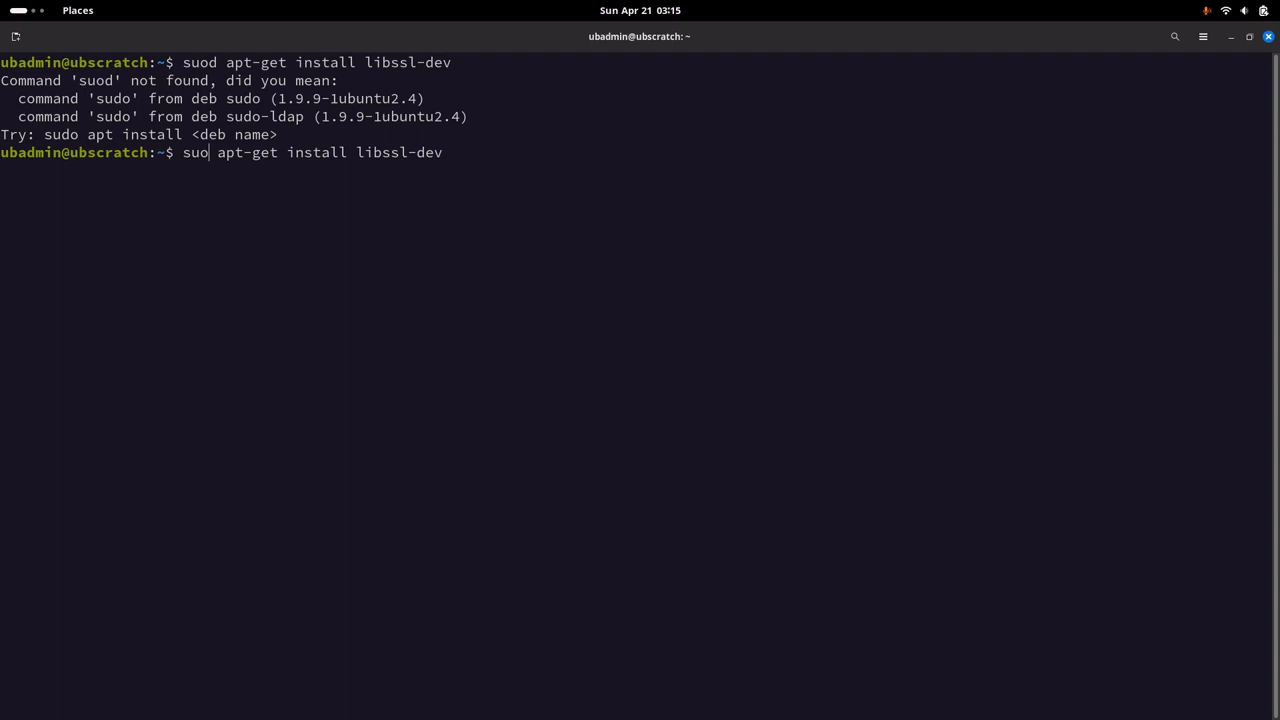 Places
Sun Apr 21 03:15
ubadmin@ubscratch: ~
ubadmin@ubscratch:~$ suod apt-get install libssl-dev
Command 'suod' not found, did you mean:
  command 'sudo' from deb sudo (1.9.9-1ubuntu2.4)
  command 'sudo' from deb sudo-ldap (1.9.9-1ubuntu2.4)
Try: sudo apt install <deb name>
ubadmin@ubscratch:~$ suo apt-get install libssl-dev